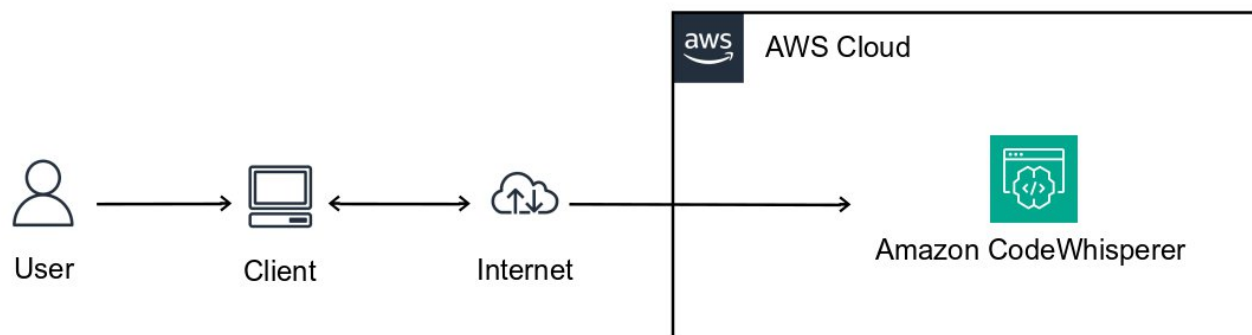 aws
AWS Cloud
</>
Amazon CodeWhisperer
User
Client
Internet